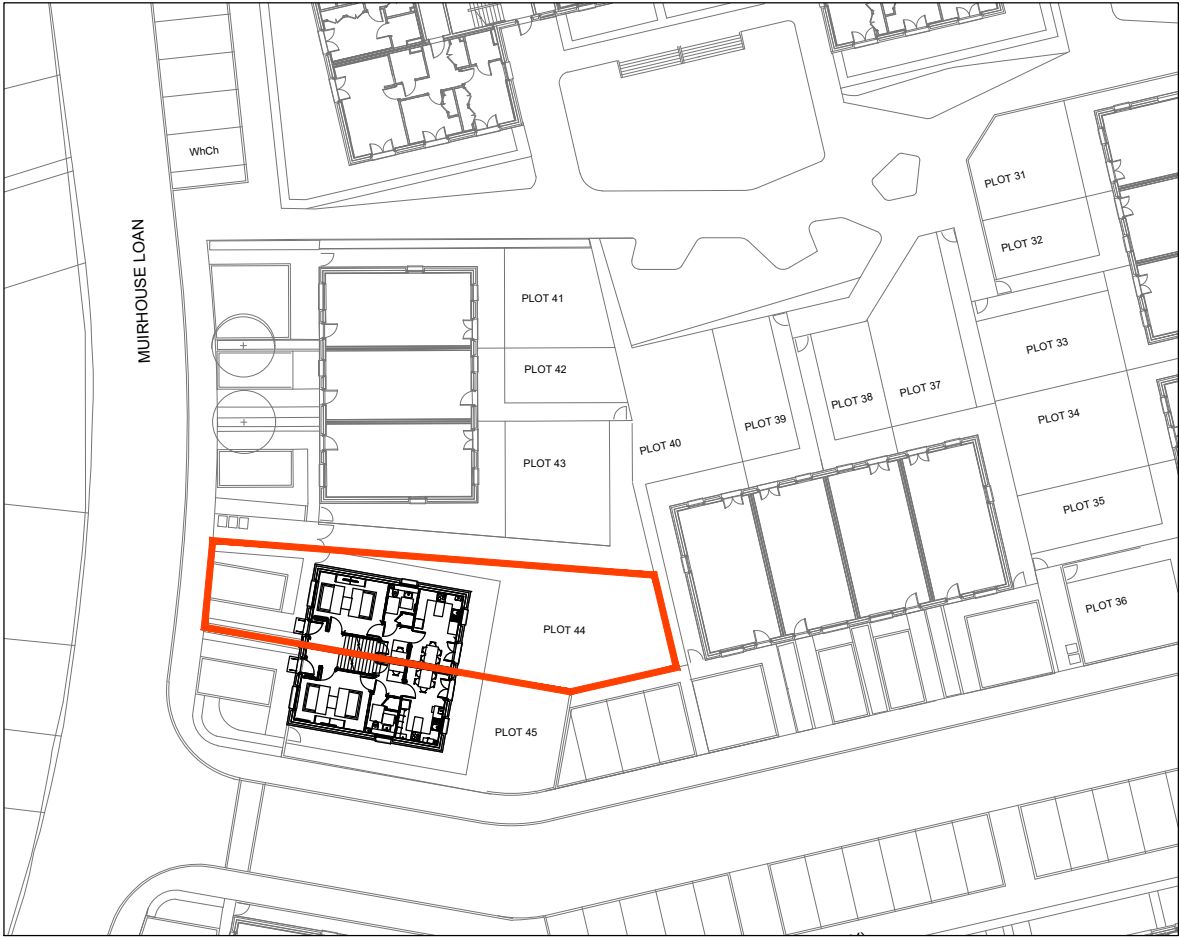 WhCh
MUIRHOUSE LOAN
PLOT 31
PLOT 32
PLOT 41
PLOT 42
PLOT 43
PLOT 33
PLOT 34
PLOT 35
PLOT 36
PLOT 37
PLOT 38
PLOT 39
PLOT 40
PLOT 44
PLOT 45